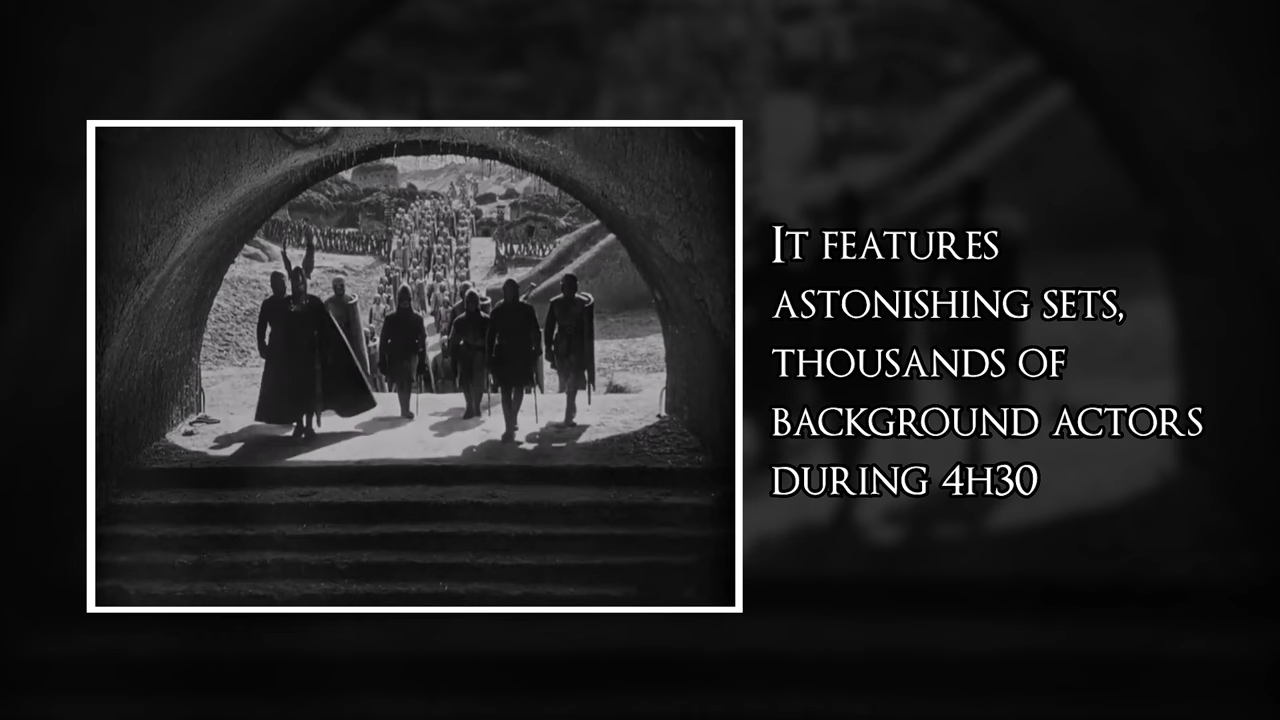 It features
astonishing sets,
thousands of
background actors
during 4h30